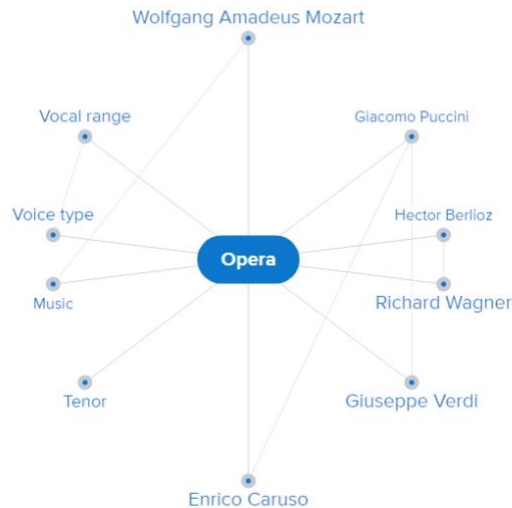 Wolfgang Amadeus Mozart
Vocal range
Giacomo Puccini
Voice type
Hector Berlioz
Opera
Music
Richard Wagner
Tenor
Giuseppe Verdi
Enrico Caruso